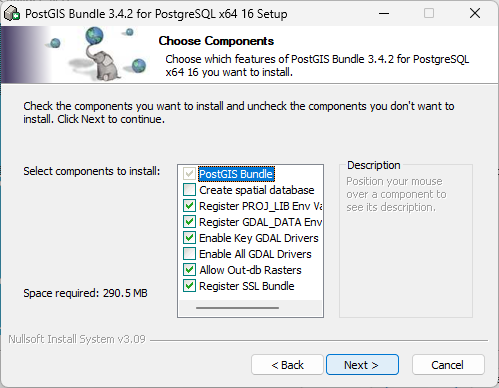 PostGIS Bundle 3.4.2 for PostgreSQL x64 16 Setup
Choose Components
Choose which features of PostGIS Bundle 3.4.2 for PostgreSQL
x64 16 you want to install.
Check the components you want to install and uncheck the components you don't want to
install. Click Next to continue.
Select components to install:
PostGIS Bundle
Create spatial database
Register PROJ_LIB Env Va
Register GDAL_DATA Env
Enable Key GDAL Drivers
Enable All GDAL Drivers
Allow Out-db Rasters
Register SSL Bundle
Description
Position your mouse
over a component to
see its description.
Space required: 290.5 MB
Nullsoft Install System v3.09
< Back
Next >
Cancel